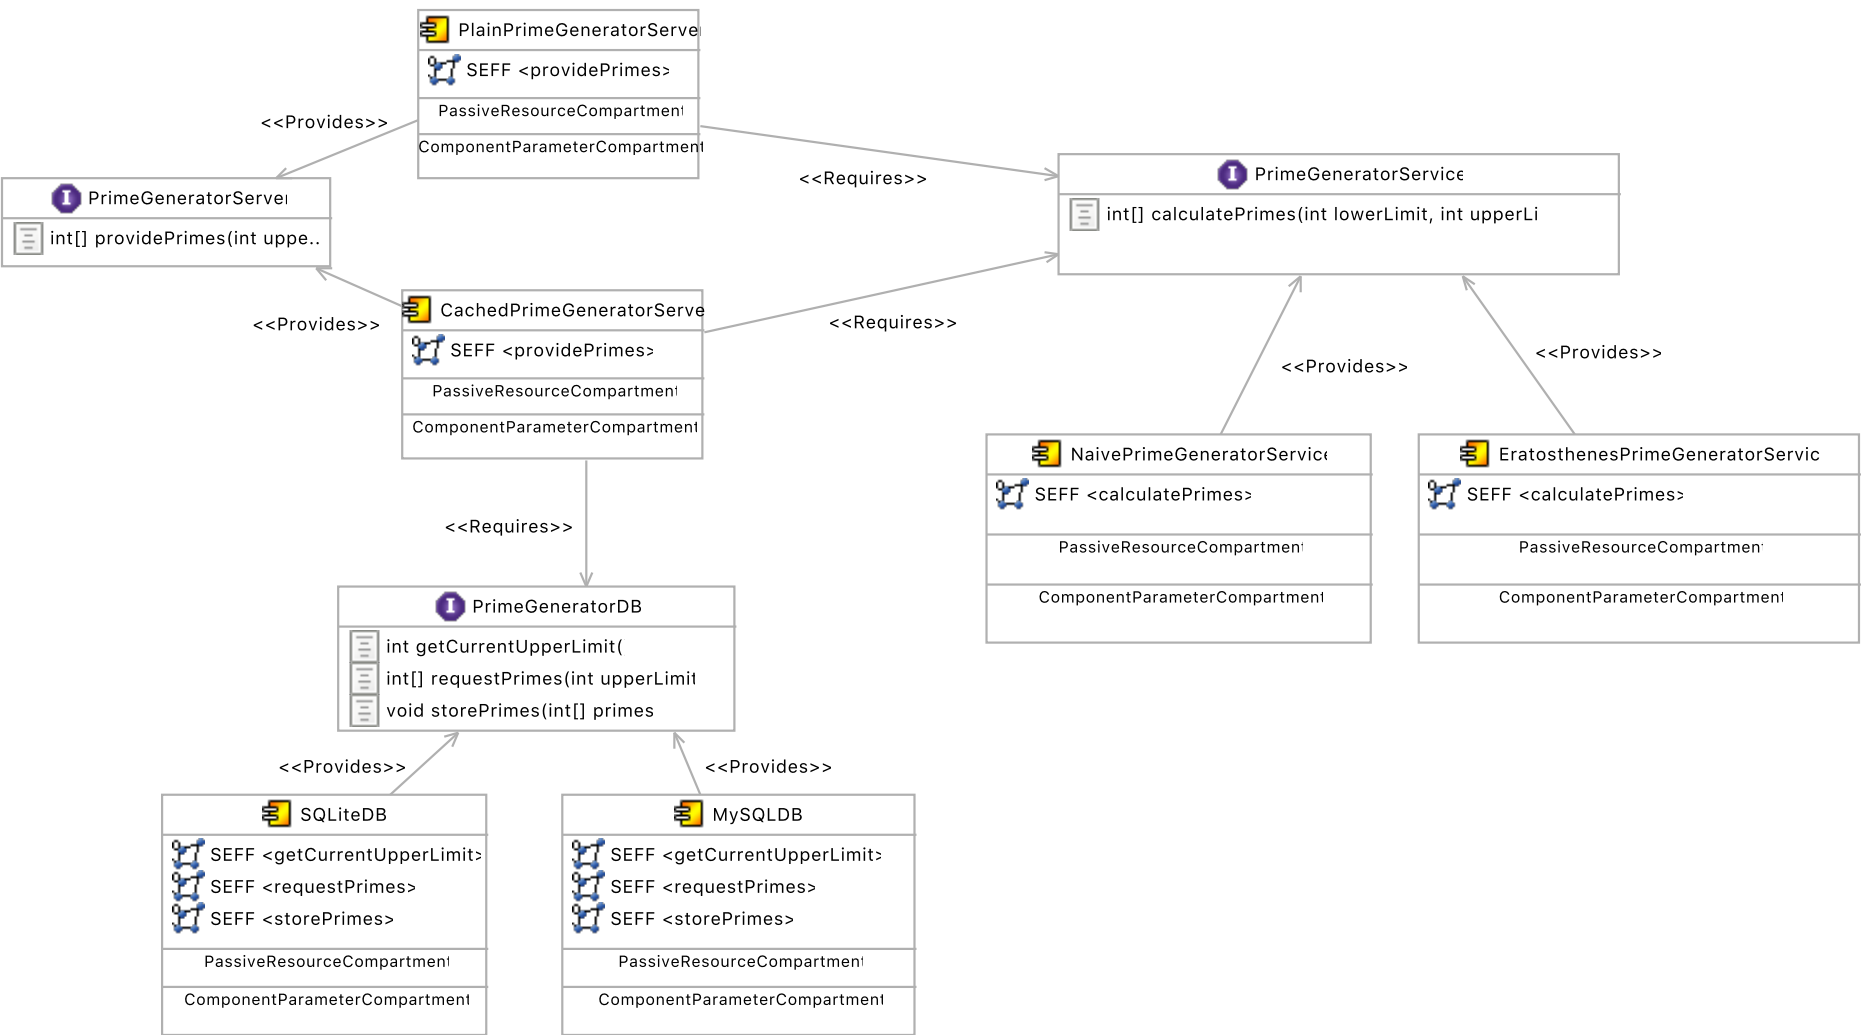 PlainPrimeGeneratorServe
SEFF <providePrimes>
PassiveResourceCompartment
ComponentParameterCompartment
<<Provides>>
<<Requires>>
I PrimeGeneratorServer
int[] providePrimes(int uppe..
I PrimeGeneratorService
int[] calculatePrimes(int lowerLimit, int upperLi
CachedPrimeGeneratorServe
SEFF <providePrimes>
PassiveResourceCompartment
ComponentParameterCompartment
<<Provides>>
<<Requires>>
<<Provides>>
<<Provides>>
NaivePrimeGeneratorService
SEFF <calculatePrimes>
PassiveResourceCompartment
ComponentParameterCompartment
EratosthenesPrimeGeneratorServic
SEFF <calculatePrimes>
PassiveResourceCompartment
ComponentParameterCompartment
<<Requires>>
I PrimeGeneratorDB
int getCurrentUpperLimit(
int[] requestPrimes(int upperLimit
void storePrimes(int[] primes
<<Provides>>
<<Provides>>
SQLiteDB
SEFF <getCurrentUpperLimit>
SEFF <requestPrimes>
SEFF <storePrimes>
PassiveResourceCompartment
ComponentParameterCompartment
MySQLDB
SEFF <getCurrentUpperLimit>
SEFF <requestPrimes>
SEFF <storePrimes>
PassiveResourceCompartment
ComponentParameterCompartment